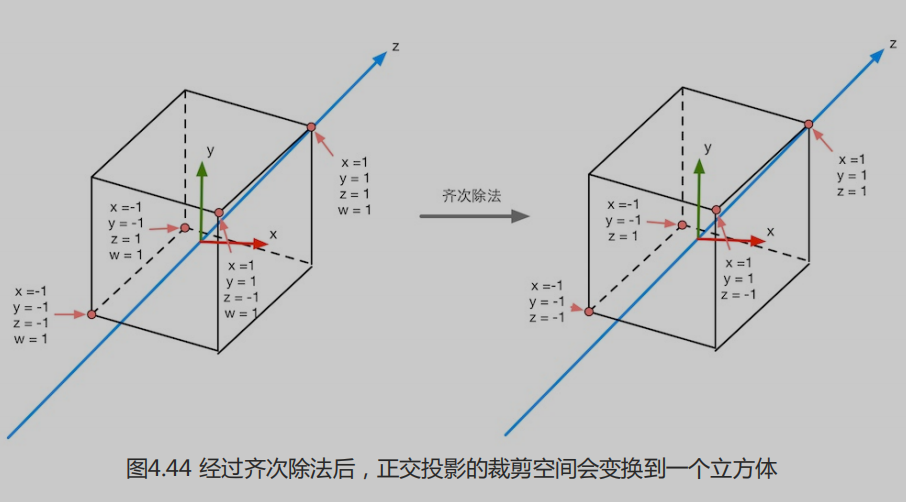 z
y
x =1
y = 1
z = 1
w = 1
x =-1
y = -1
z = 1
w = 1
x
x =1
y = 1
z = -1
w = 1
x =-1
y = -1
z = -1
w = 1
齐次除法
z
y
x =1
y = 1
z = 1
x =-1
y = -1
z = 1
x
x =1
y = 1
z = -1
x =-1
y = -1
z = -1
图4.44 经过齐次除法后，正交投影的裁剪空间会变换到一个立方体